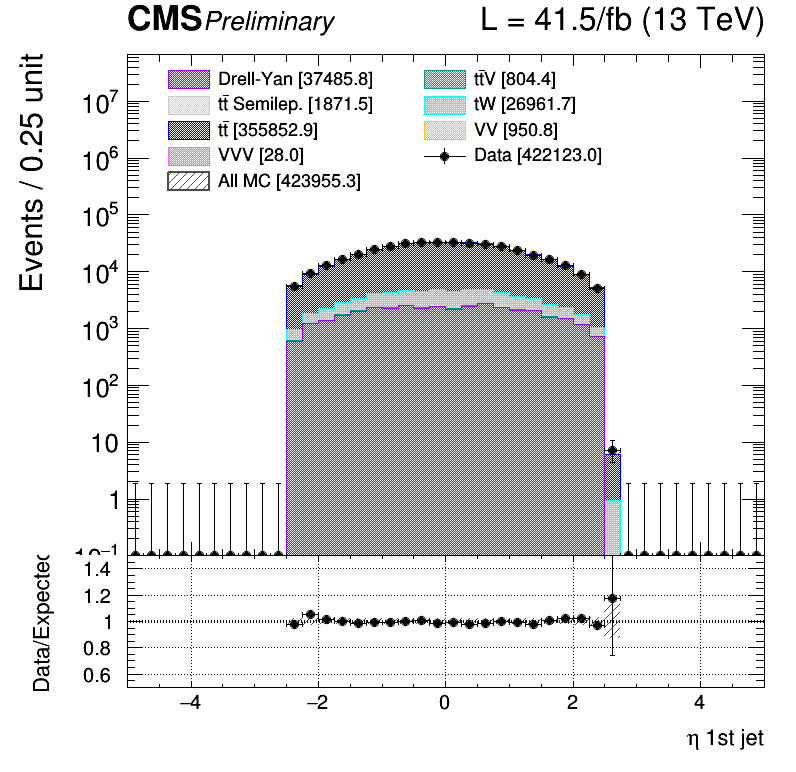 CMS Preliminary L = 41.5/fb (13 TeV)
Events / 0.25 unit
Drell-Yan [37485.8]
tt̄ Semilep. [1871.5]
tt̄ [355852.9]
VVV [28.0]
All MC [423955.3]
tt̄V [804.4]
tW [26961.7]
VV [950.8]
Data [422123.0]
10⁷
10⁶
10⁵
10⁴
10³
10²
10
1
10⁻¹
Data/Expected
1.4
1.2
1
0.8
0.6
−4 −2 0 2 4
η 1st jet